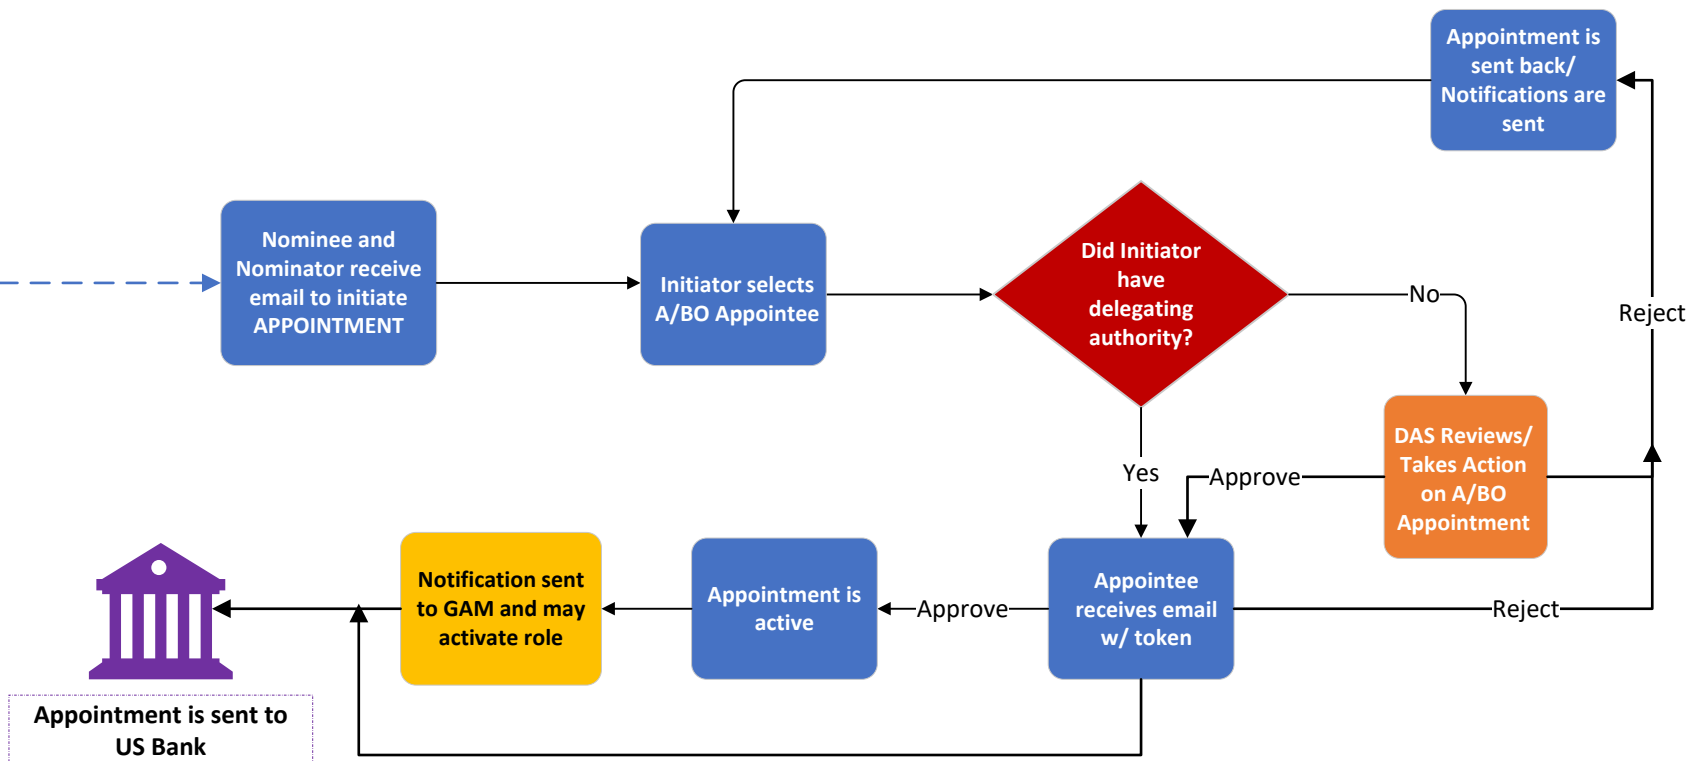 Appointment is
sent back/
Notifications are
sent
Nominee and
Nominator receive
email to initiate
APPOINTMENT
Initiator selects
A/BO Appointee
Did Initiator
have
delegating
authority?
No
Reject
DAS Reviews/
Takes Action
on A/BO
Appointment
Yes
Approve
Notification sent
to GAM and may
activate role
Appointment is
active
Approve
Appointee
receives email
w/ token
Reject
Appointment is sent to
US Bank